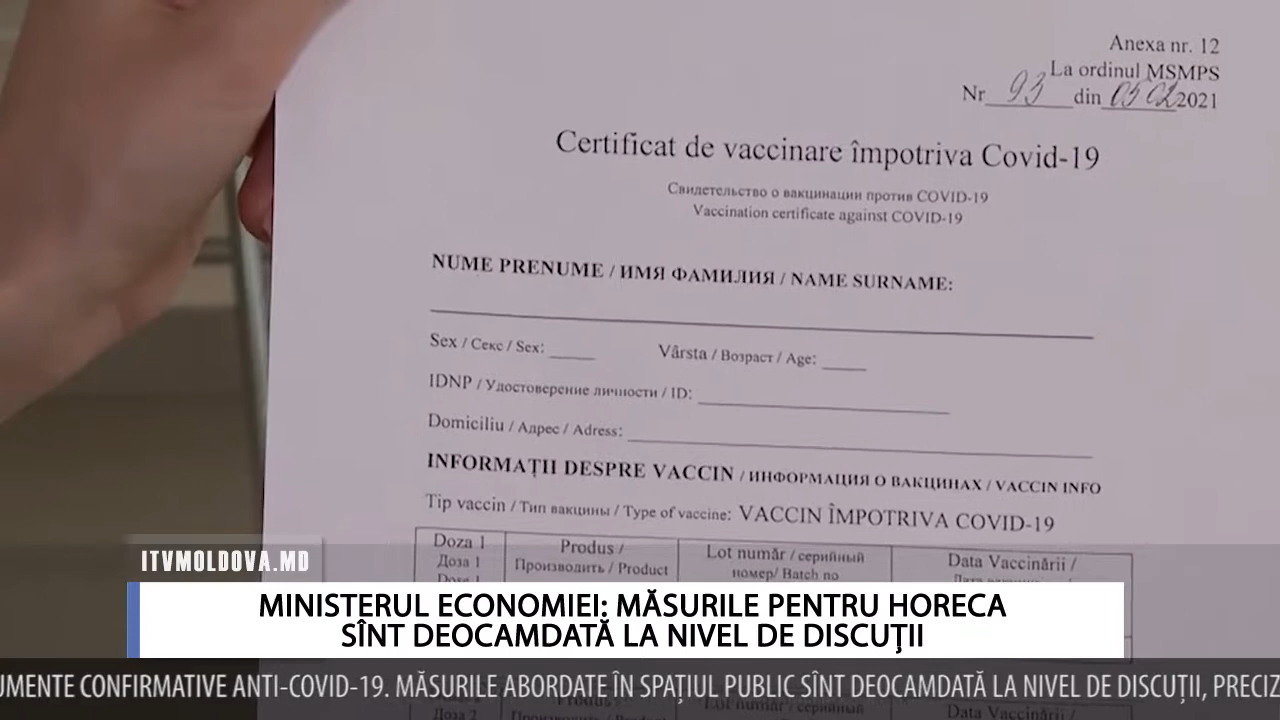 Anexa nr. 12
La ordinul MSMPS
Nr 93 din 05 02 2021
Certificat de vaccinare împotriva Covid-19
Свидетельство о вакцинации против COVID-19
Vaccination certificate against COVID-19
NUME PRENUME / ИМЯ ФАМИЛИЯ / NAME SURNAME:
Sex / Секс / Sex: Vârsta / Возраст / Age:
IDNP / Удостоверение личности / ID:
Domiciliu / Адрес / Adress:
INFORMAȚII DESPRE VACCIN / ИНФОРМАЦИЯ О ВАКЦИНАХ / VACCIN INFO
Tip vaccin / Тип вакцины / Type of vaccine: VACCIN ÎMPOTRIVA COVID-19
Doza 1 Produs / Lot număr / серийный Data Vaccinării /
Доза 1 Производить / Product номер/ Batch no
ITVMOLDOVA.MD
MINISTERUL ECONOMIEI: MĂSURILE PENTRU HORECA
SÎNT DEOCAMDATĂ LA NIVEL DE DISCUȚII
UMENTE CONFIRMATIVE ANTI-COVID-19. MĂSURILE ABORDATE ÎN SPAȚIUL PUBLIC SÎNT DEOCAMDATĂ LA NIVEL DE DISCUȚII, PRECIZ